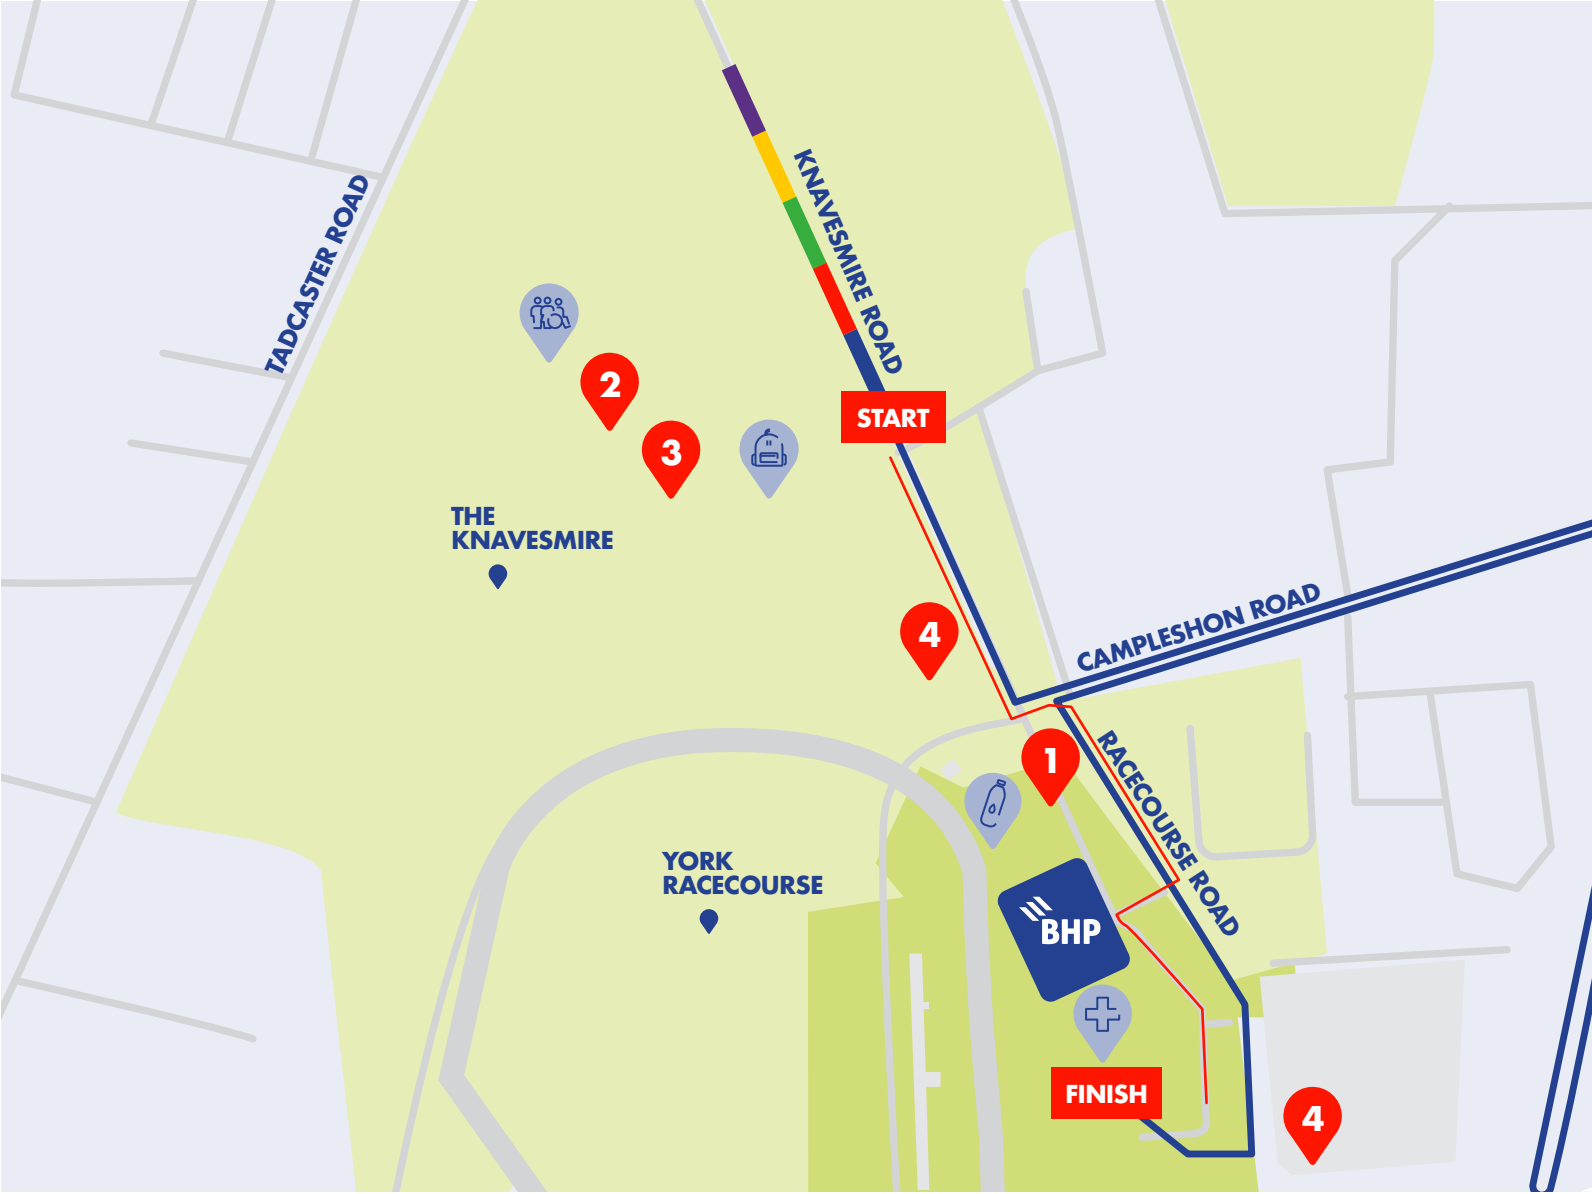 KNAVESMIRE ROAD
TADCASTER ROAD
2
START
3
THE
KNAVESMIRE
CAMPLESHON ROAD
4
1
RACECOURSE ROAD
YORK
RACECOURSE
BHP
FINISH
4